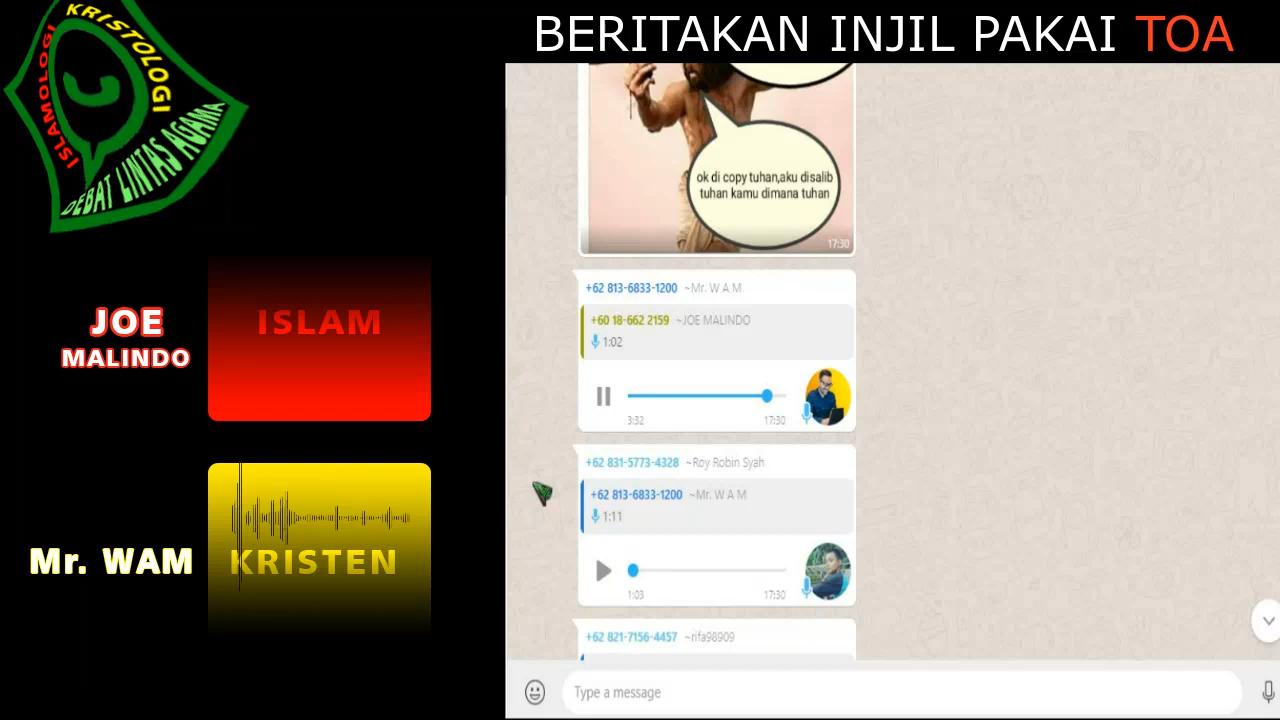 KRISTOLOGI
ISLAMOLOGI
DEBAT LINTAS AGAMA
BERITAKAN INJIL PAKAI TOA
JOE
MALINDO
ISLAM
Mr. WAM
KRISTEN
ok di copy tuhan,aku disalib
tuhan kamu dimana tuhan
17:30
+62 813-6833-1200 ~Mr. W A M
+60 18-662 2159 ~JOE MALINDO
1:02
3:32 17:30
+62 831-5773-4328 ~Roy Robin Syah
+62 813-6833-1200 ~Mr. W A M
1:11
1:03 17:30
+62 821-7156-4457 ~rifa98909
Type a message